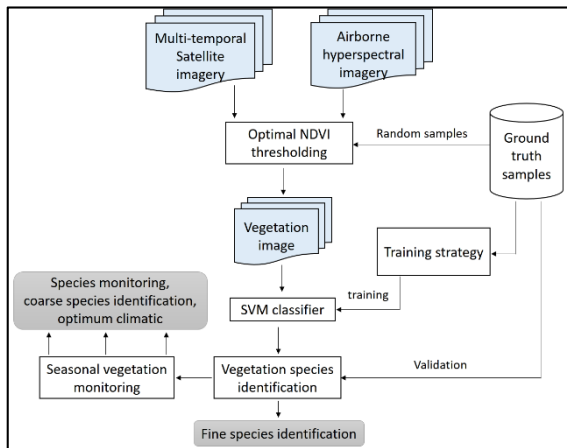 Multi-temporal
Satellite
imagery
Airborne
hyperspectral
imagery
Optimal NDVI
thresholding
Random samples
Ground
truth
samples
Vegetation
image
Training strategy
training
SVM classifier
Species monitoring,
coarse species identification,
optimum climatic
Seasonal vegetation
monitoring
Vegetation species
identification
Validation
Fine species identification